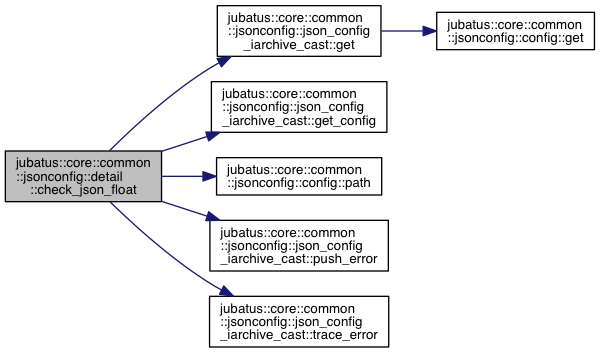 jubatus::core::common
::jsonconfig::json_config
_iarchive_cast::get
jubatus::core::common
::jsonconfig::config::get
jubatus::core::common
::jsonconfig::json_config
_iarchive_cast::get_config
jubatus::core::common
::jsonconfig::detail
::check_json_float
jubatus::core::common
::jsonconfig::config::path
jubatus::core::common
::jsonconfig::json_config
_iarchive_cast::push_error
jubatus::core::common
::jsonconfig::json_config
_iarchive_cast::trace_error